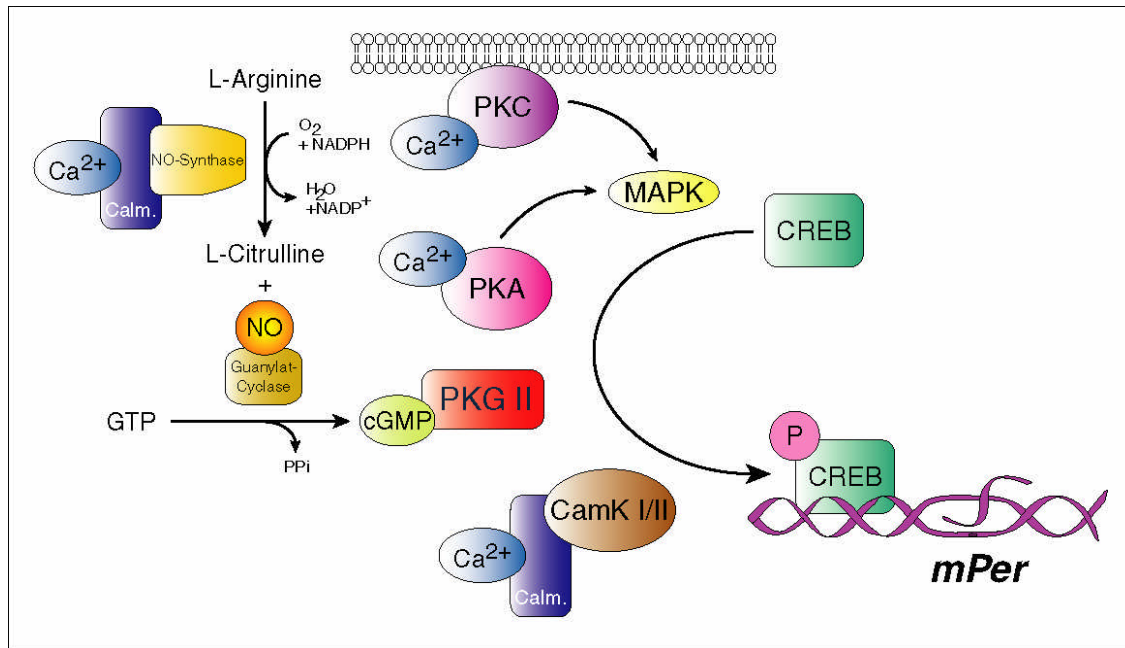 L-Arginine
O2
+ NADPH
Ca2+
NO-Synthase
Calm.
H2O
+NADP+
L-Citrulline
+
NO
Guanylat-
Cyclase
GTP
PPi
cGMP
PKG II
PKC
Ca2+
MAPK
Ca2+
PKA
CREB
CamK I/II
Ca2+
Calm.
P
CREB
mPer